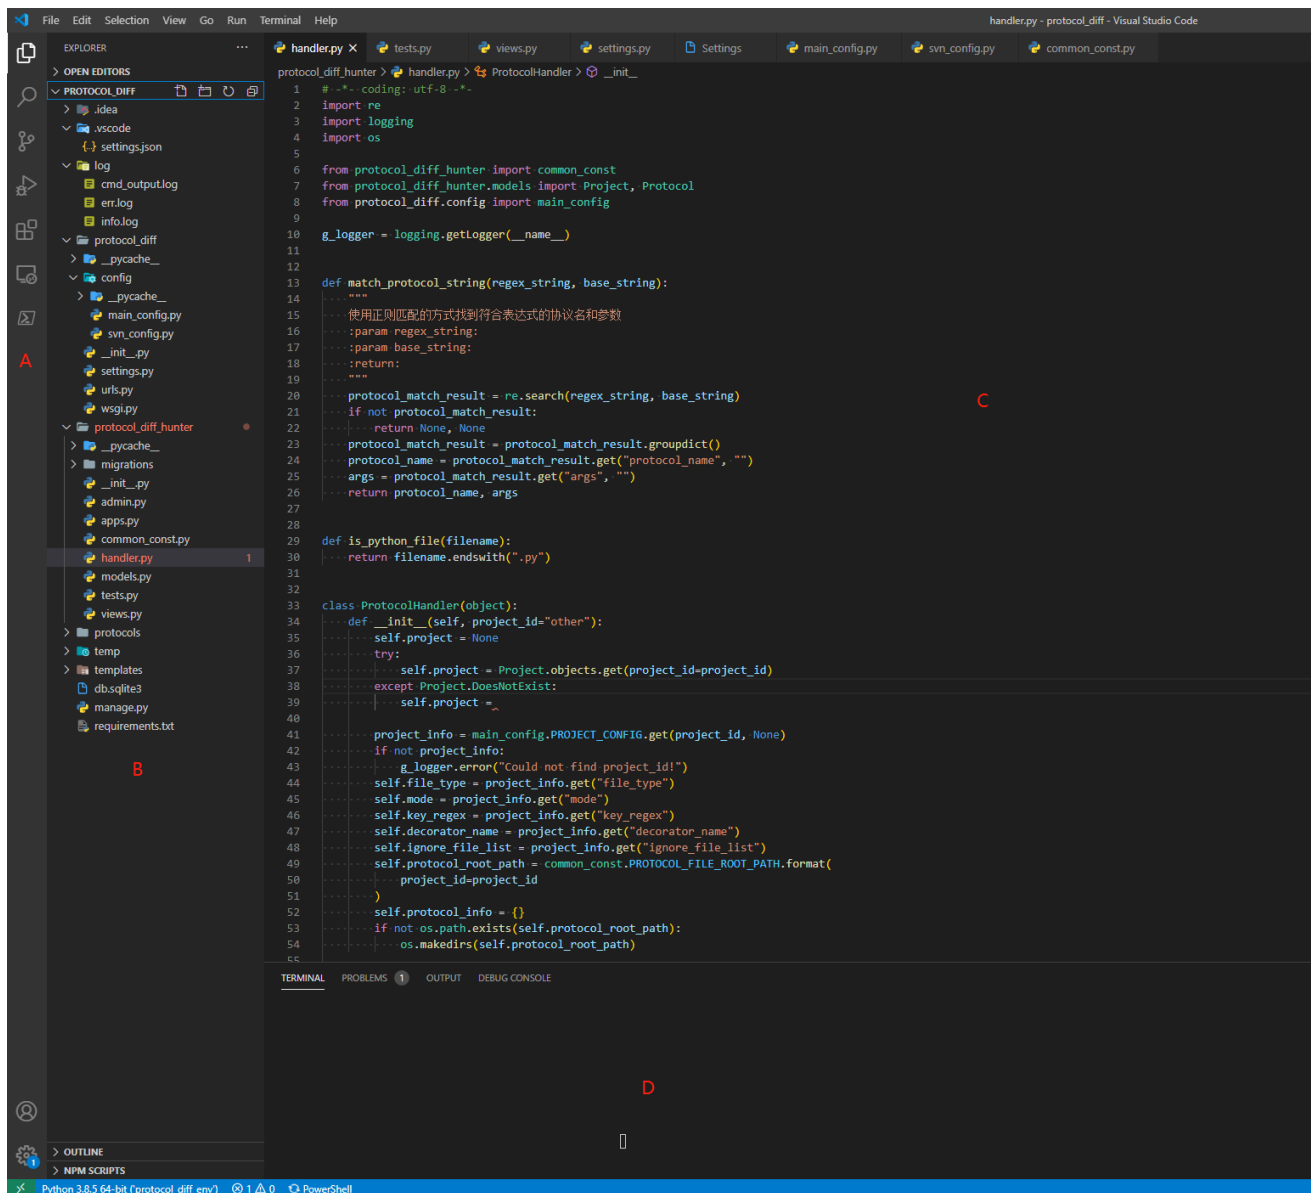 File Edit Selection View Go Run Terminal Help handler.py - protocol_diff - Visual Studio Code
EXPLORER ···
handler.py × tests.py views.py settings.py Settings main_config.py svn_config.py common_const.py
OPEN EDITORS
PROTOCOL_DIFF
.idea
.vscode
settings.json
log
cmd_output.log
err.log
info.log
protocol_diff
__pycache__
config
__pycache__
main_config.py
svn_config.py
__init__.py
settings.py
urls.py
wsgi.py
protocol_diff_hunter
__pycache__
migrations
__init__.py
admin.py
apps.py
common_const.py
handler.py 1
models.py
tests.py
views.py
protocols
temp
templates
db.sqlite3
manage.py
requirements.txt
OUTLINE
NPM SCRIPTS
A
B
protocol_diff_hunter > handler.py > ProtocolHandler > __init__
1 # -*- coding: utf-8 -*-
2 import re
3 import logging
4 import os
5
6 from protocol_diff_hunter import common_const
7 from protocol_diff_hunter.models import Project, Protocol
8 from protocol_diff.config import main_config
9
10 g_logger = logging.getLogger(__name__)
11
12
13 def match_protocol_string(regex_string, base_string):
14 """
15 使用正则匹配的方式找到符合表达式的协议名和参数
16 :param regex_string:
17 :param base_string:
18 :return:
19 """
20 protocol_match_result = re.search(regex_string, base_string)
21 if not protocol_match_result:
22 return None, None
23 protocol_match_result = protocol_match_result.groupdict()
24 protocol_name = protocol_match_result.get("protocol_name", "")
25 args = protocol_match_result.get("args", "")
26 return protocol_name, args
27
28
29 def is_python_file(filename):
30 return filename.endswith(".py")
31
32
33 class ProtocolHandler(object):
34 def __init__(self, project_id="other"):
35 self.project = None
36 try:
37 self.project = Project.objects.get(project_id=project_id)
38 except Project.DoesNotExist:
39 self.project =
40
41 project_info = main_config.PROJECT_CONFIG.get(project_id, None)
42 if not project_info:
43 g_logger.error("Could not find project_id!")
44 self.file_type = project_info.get("file_type")
45 self.mode = project_info.get("mode")
46 self.key_regex = project_info.get("key_regex")
47 self.decorator_name = project_info.get("decorator_name")
48 self.ignore_file_list = project_info.get("ignore_file_list")
49 self.protocol_root_path = common_const.PROTOCOL_FILE_ROOT_PATH.format(
50 project_id=project_id
51 )
52 self.protocol_info = {}
53 if not os.path.exists(self.protocol_root_path):
54 os.makedirs(self.protocol_root_path)
55
C
TERMINAL PROBLEMS 1 OUTPUT DEBUG CONSOLE
D
1
Python 3.8.5 64-bit ('protocol_diff_env') 1 0 PowerShell